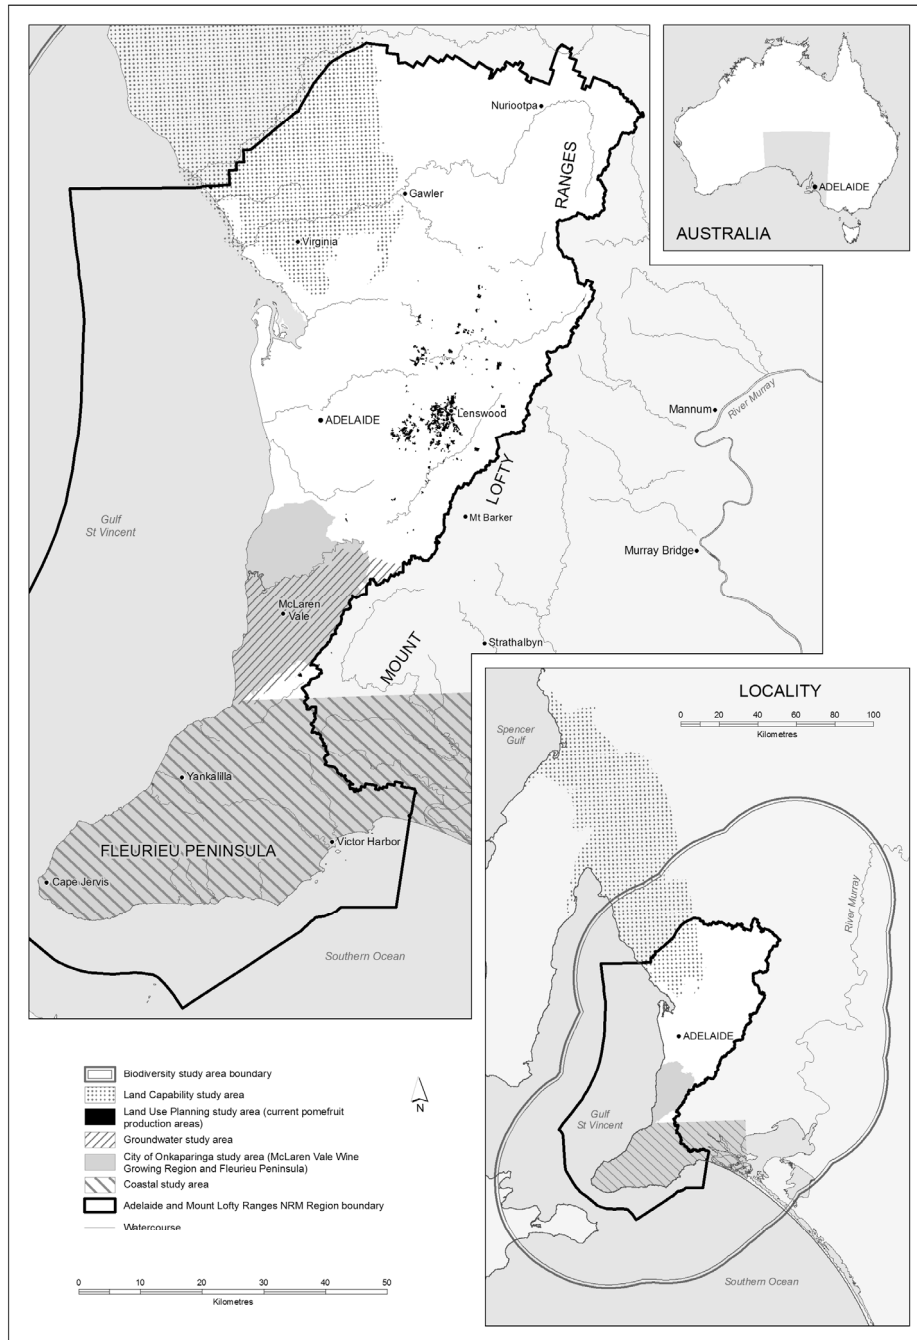 Nuriootpa
RANGES
Gawler
Virginia
Lenswood
ADELAIDE
Mannum
River Murray
LOFTY
Mt Barker
Gulf
St Vincent
Murray Bridge
McLaren
Vale
Strathalbyn
MOUNT
Yankalilla
Victor Harbor
FLEURIEU PENINSULA
Cape Jervis
Southern Ocean
ADELAIDE
AUSTRALIA
LOCALITY
0 20 40 60 80 100
Kilometres
Spencer
Gulf
River Murray
ADELAIDE
Gulf
St Vincent
Southern Ocean
Biodiversity study area boundary
Land Capability study area
Land Use Planning study area (current pomefruit
production areas)
Groundwater study area
City of Onkaparinga study area (McLaren Vale Wine
Growing Region and Fleurieu Peninsula)
Coastal study area
Adelaide and Mount Lofty Ranges NRM Region boundary
Watercourse
N
0 10 20 30 40 50
Kilometres